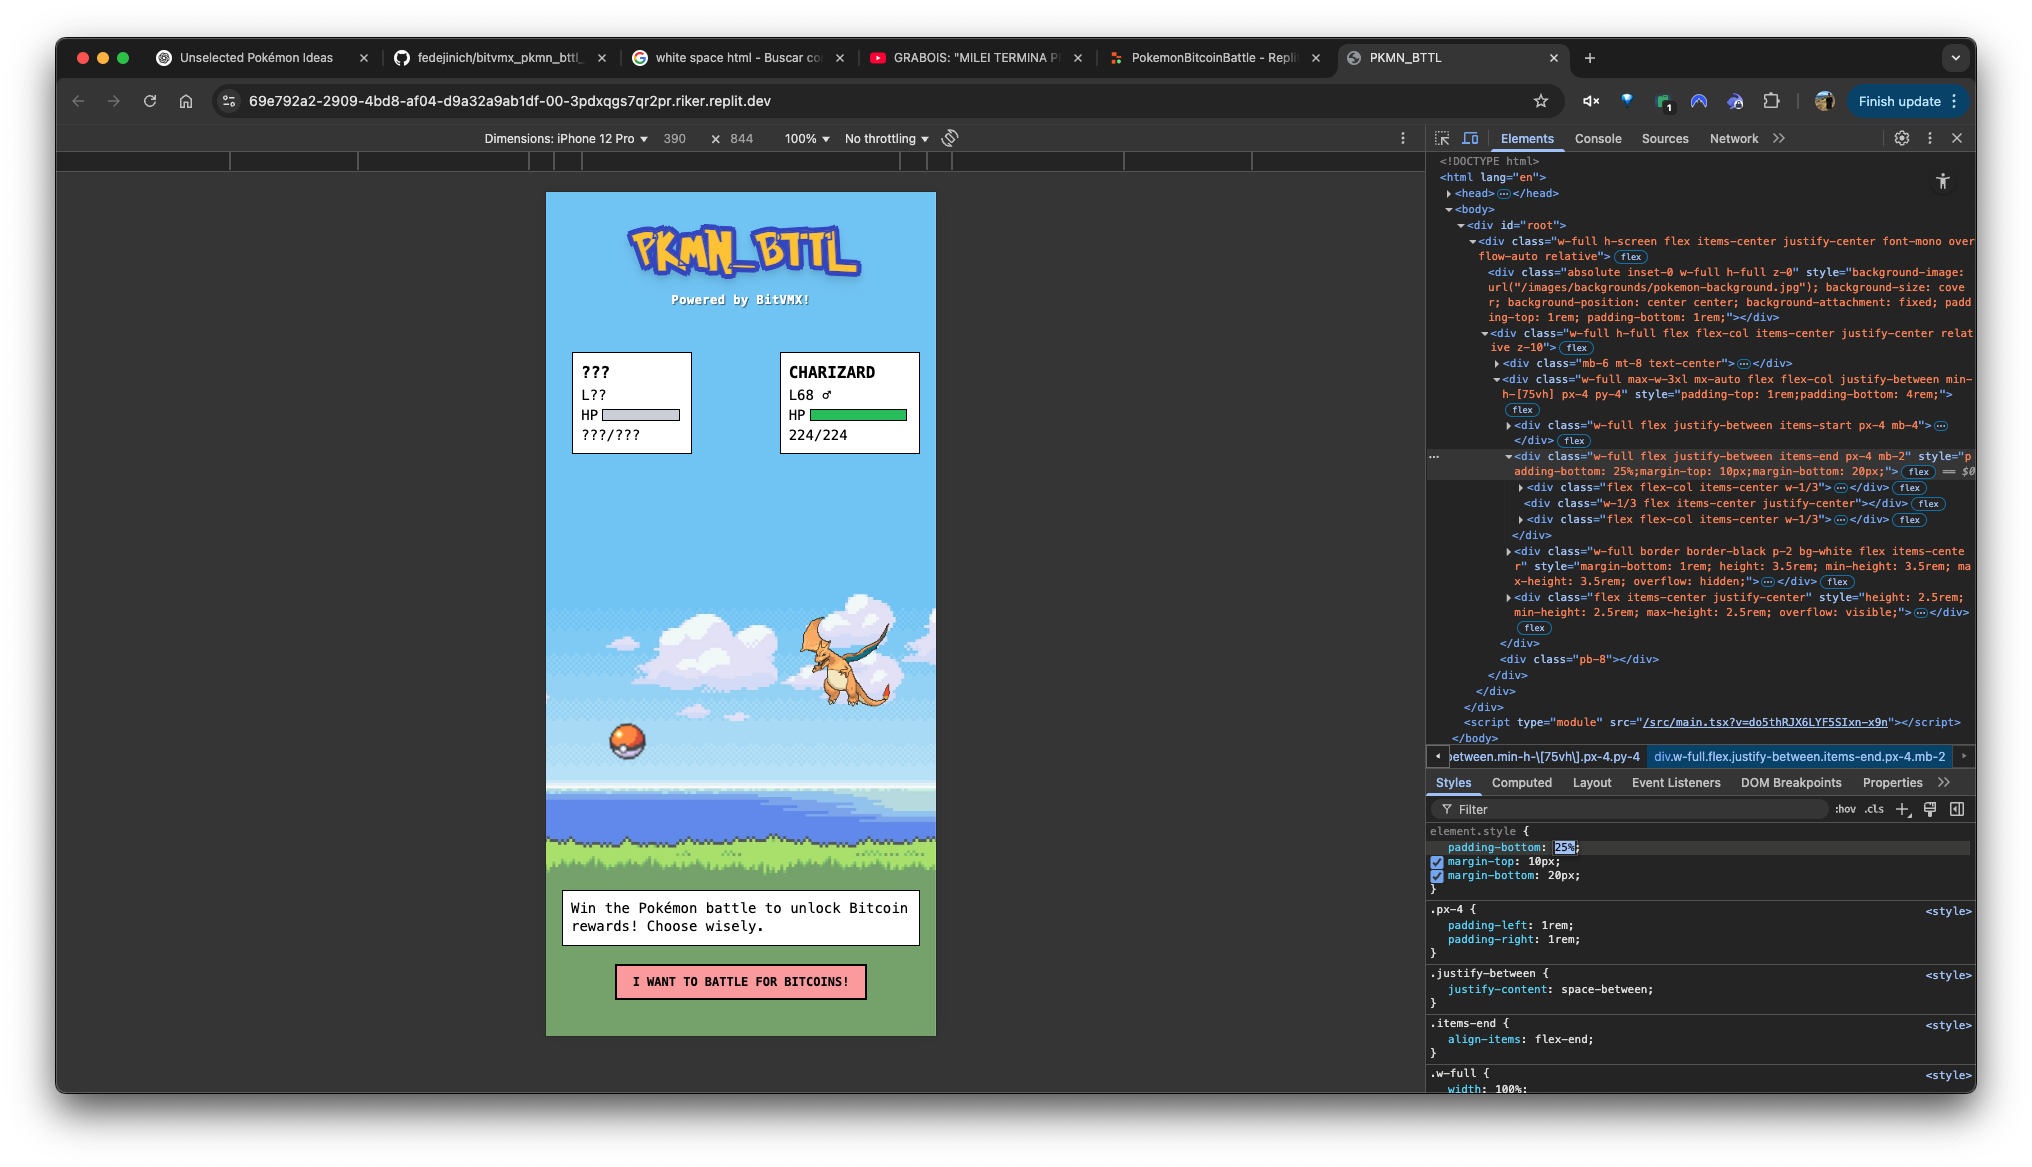 Unselected Pokémon Ideas
fedejinich/bitvmx_pkmn_bttl_
white space html - Buscar co
GRABOIS: "MILEI TERMINA P
PokemonBitcoinBattle - Repli
PKMN_BTTL
69e792a2-2909-4bd8-af04-d9a32a9ab1df-00-3pdxqgs7qr2pr.riker.replit.dev
1
Finish update
Dimensions: iPhone 12 Pro 390 × 844 100% No throttling
PKMN_BTTL
Powered by BitVMX!
???
L??
HP
???/???
CHARIZARD
L68 ♂
HP
224/224
Win the Pokémon battle to unlock Bitcoin
rewards! Choose wisely.
I WANT TO BATTLE FOR BITCOINS!
Elements Console Sources Network
<!DOCTYPE html>
<html lang="en">
<head> ⋯ </head>
<body>
<div id="root">
<div class="w-full h-screen flex items-center justify-center font-mono over
flow-auto relative"> flex
<div class="absolute inset-0 w-full h-full z-0" style="background-image:
url("/images/backgrounds/pokemon-background.jpg"); background-size: cove
r; background-position: center center; background-attachment: fixed; padd
ing-top: 1rem; padding-bottom: 1rem;"></div>
<div class="w-full h-full flex flex-col items-center justify-center relat
ive z-10"> flex
<div class="mb-6 mt-8 text-center"> ⋯ </div>
<div class="w-full max-w-3xl mx-auto flex flex-col justify-between min-
h-[75vh] px-4 py-4" style="padding-top: 1rem;padding-bottom: 4rem;">
flex
<div class="w-full flex justify-between items-start px-4 mb-4"> ⋯
</div> flex
<div class="w-full flex justify-between items-end px-4 mb-2" style="p
adding-bottom: 25%;margin-top: 10px;margin-bottom: 20px;"> flex == $0
<div class="flex flex-col items-center w-1/3"> ⋯ </div> flex
<div class="w-1/3 flex items-center justify-center"></div> flex
<div class="flex flex-col items-center w-1/3"> ⋯ </div> flex
</div>
<div class="w-full border border-black p-2 bg-white flex items-cente
r" style="margin-bottom: 1rem; height: 3.5rem; min-height: 3.5rem; ma
x-height: 3.5rem; overflow: hidden;"> ⋯ </div> flex
<div class="flex items-center justify-center" style="height: 2.5rem;
min-height: 2.5rem; max-height: 2.5rem; overflow: visible;"> ⋯ </div>
flex
</div>
<div class="pb-8"></div>
</div>
</div>
</div>
<script type="module" src="/src/main.tsx?v=do5thRJX6LYF5SIxn-x9n"></script>
</body>
between.min-h-\[75vh\].px-4.py-4 div.w-full.flex.justify-between.items-end.px-4.mb-2
Styles Computed Layout Event Listeners DOM Breakpoints Properties
Filter :hov .cls
element.style {
padding-bottom: 25%;
margin-top: 10px;
margin-bottom: 20px;
}
.px-4 { <style>
padding-left: 1rem;
padding-right: 1rem;
}
.justify-between { <style>
justify-content: space-between;
}
.items-end { <style>
align-items: flex-end;
}
.w-full { <style>
width: 100%;